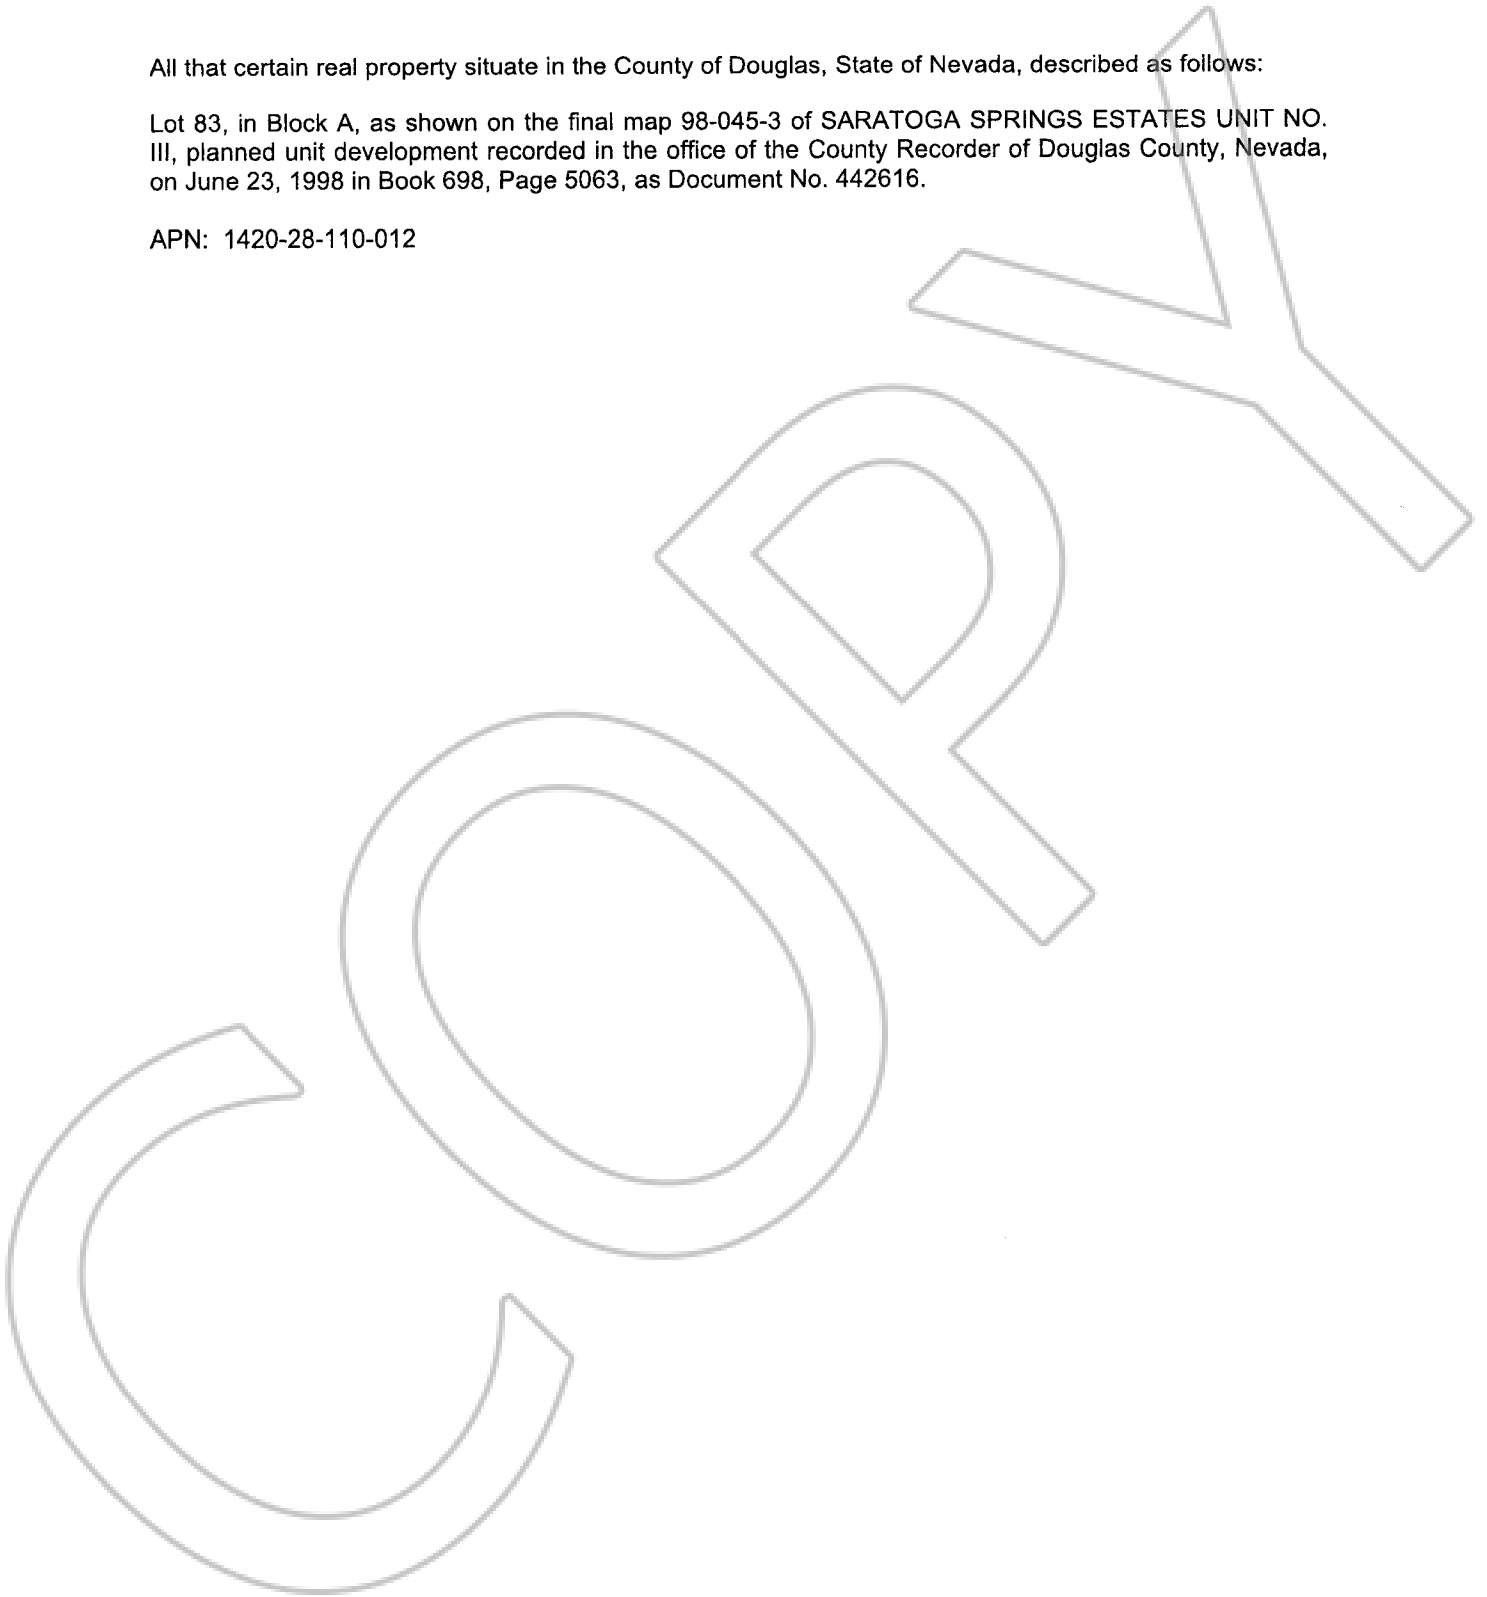 All that certain real property situate in the County of Douglas, State of Nevada, described as follows:
Lot 83, in Block A, as shown on the final map 98-045-3 of SARATOGA SPRINGS ESTATES UNIT NO.
III, planned unit development recorded in the office of the County Recorder of Douglas County, Nevada,
on June 23, 1998 in Book 698, Page 5063, as Document No. 442616.
APN: 1420-28-110-012
COPY